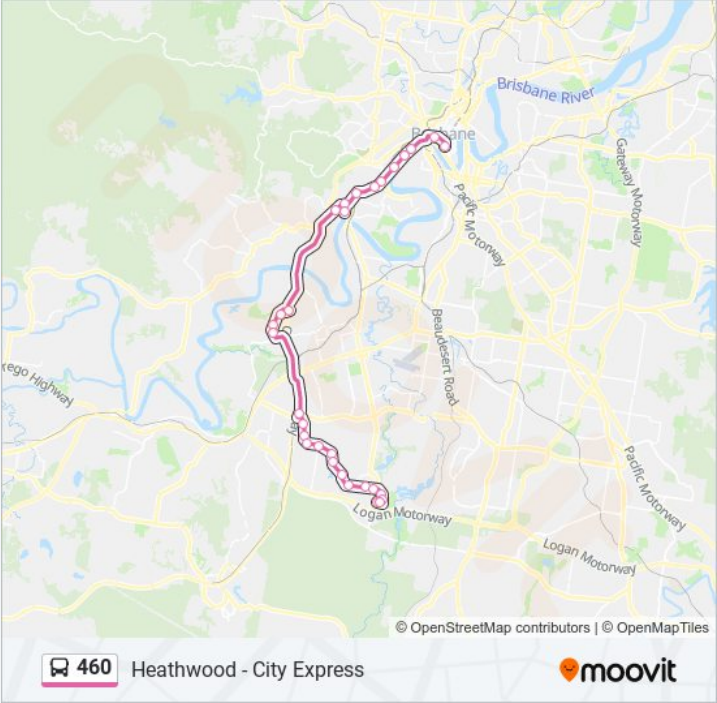 Brisbane River
Brisbane
Gateway Motorway
Pacific Motorway
Beaudesert Road
rego Highway
Pacific Motorway
Logan Motorway
Logan Motorway
© OpenStreetMap contributors | © OpenMapTiles
460 Heathwood - City Express
moovit